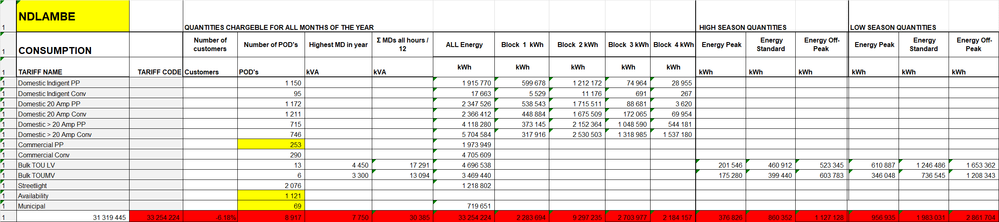 NDLAMBE
1 QUANTITIES CHARGEBLE FOR ALL MONTHS OF THE YEAR HIGH SEASON QUANTITIES LOW SEASON QUANTITIES
1 CONSUMPTION Number of customers Number of POD's Highest MD in year Σ MDs all hours / 12 ALL Energy Block 1 kWh Block 2 kWh Block 3 kWh Block 4 kWh Energy Peak Energy Standard Energy Off-Peak Energy Peak Energy Standard Energy Off-Peak
1 TARIFF NAME TARIFF CODE Customers POD's kVA kVA kWh kWh kWh kWh kWh kWh kWh kWh kWh kWh kWh
1 Domestic Indigent PP 1 150 1 915 770 599 678 1 212 172 74 964 28 955
1 Domestic Indigent Conv 95 17 663 5 529 11 176 691 267
1 Domestic 20 Amp PP 1 172 2 347 526 538 543 1 715 511 88 681 3 620
1 Domestic 20 Amp Conv 1 211 2 366 412 448 884 1 675 509 172 065 69 954
1 Domestic > 20 Amp PP 715 4 118 280 373 145 2 152 364 1 048 590 544 181
1 Domestic > 20 Amp Conv 746 5 704 584 317 916 2 530 503 1 318 985 1 537 180
1 Commercial PP 253 1 973 949
1 Commercial Conv 290 4 705 609
1 Bulk TOU LV 13 4 450 17 291 4 696 538 201 546 460 912 523 345 610 887 1 246 486 1 653 362
1 Bulk TOUMV 6 3 300 13 094 3 469 440 175 280 399 440 603 783 346 048 736 545 1 208 343
1 Streetlight 2 076 1 218 802
1 Availability 1 121
1 Municipal 69 719 651
1 31 319 445 33 254 224 -6.18% 8 917 7 750 30 385 33 254 224 2 283 694 9 297 235 2 703 977 2 184 157 376 826 860 352 1 127 128 956 935 1 983 031 2 861 704